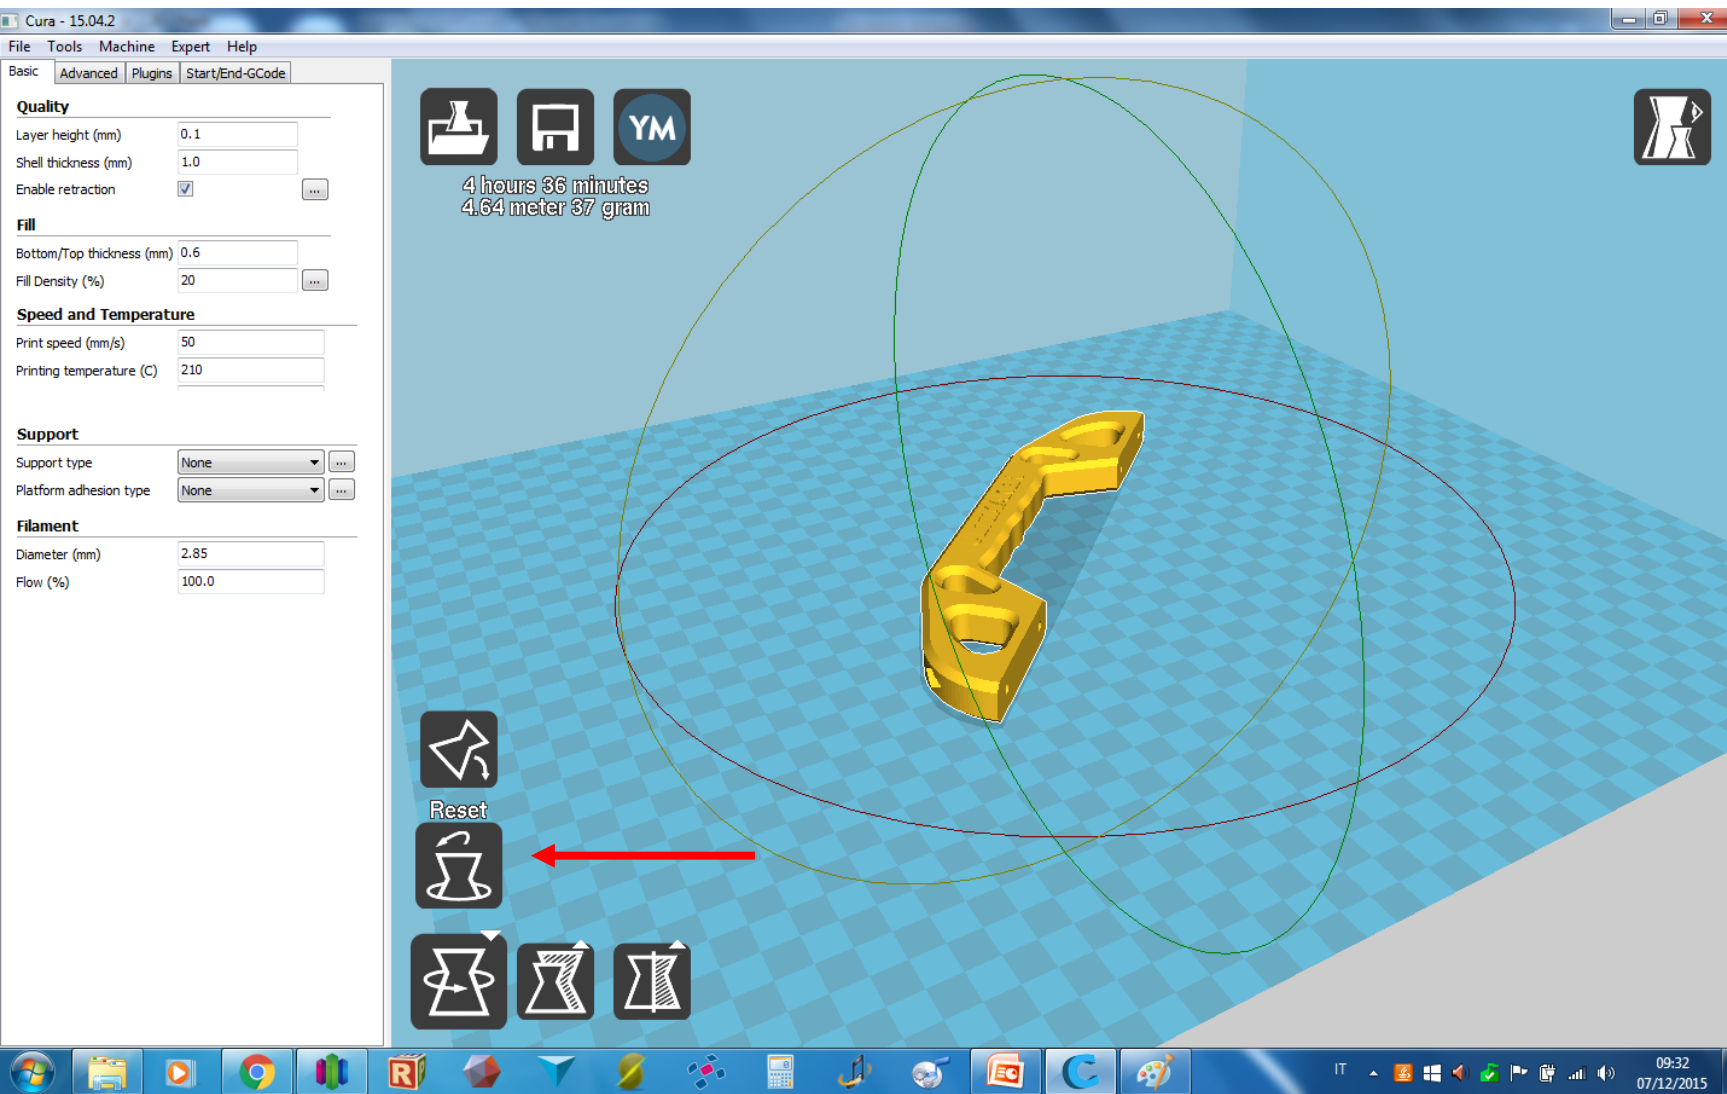 Cura - 15.04.2
File Tools Machine Expert Help
Basic Advanced Plugins Start/End-GCode
Quality
Layer height (mm) 0.1
Shell thickness (mm) 1.0
Enable retraction ...
Fill
Bottom/Top thickness (mm) 0.6
Fill Density (%) 20 ...
Speed and Temperature
Print speed (mm/s) 50
Printing temperature (C) 210
Support
Support type None ...
Platform adhesion type None ...
Filament
Diameter (mm) 2.85
Flow (%) 100.0
YM
4 hours 36 minutes
4.64 meter 37 gram
Reset
IT
09:32
07/12/2015